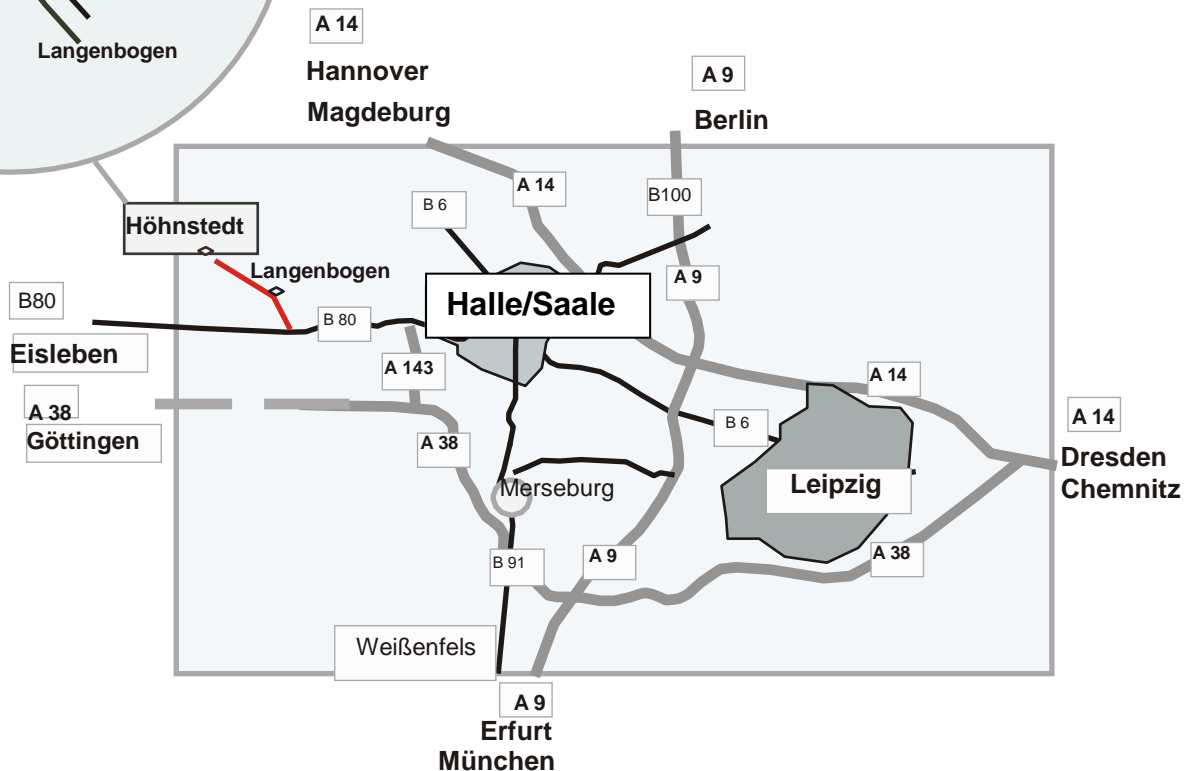 Langenbogen
A 14
Hannover
Magdeburg
A 9
Berlin
A 14
B100
B 6
Höhnstedt
Langenbogen
A 9
B80
B 80
Halle/Saale
Eisleben
A 143
A 14
A 38
Göttingen
A 38
B 6
A 14
Dresden
Chemnitz
Merseburg
Leipzig
B 91
A 9
A 38
Weißenfels
A 9
Erfurt
München